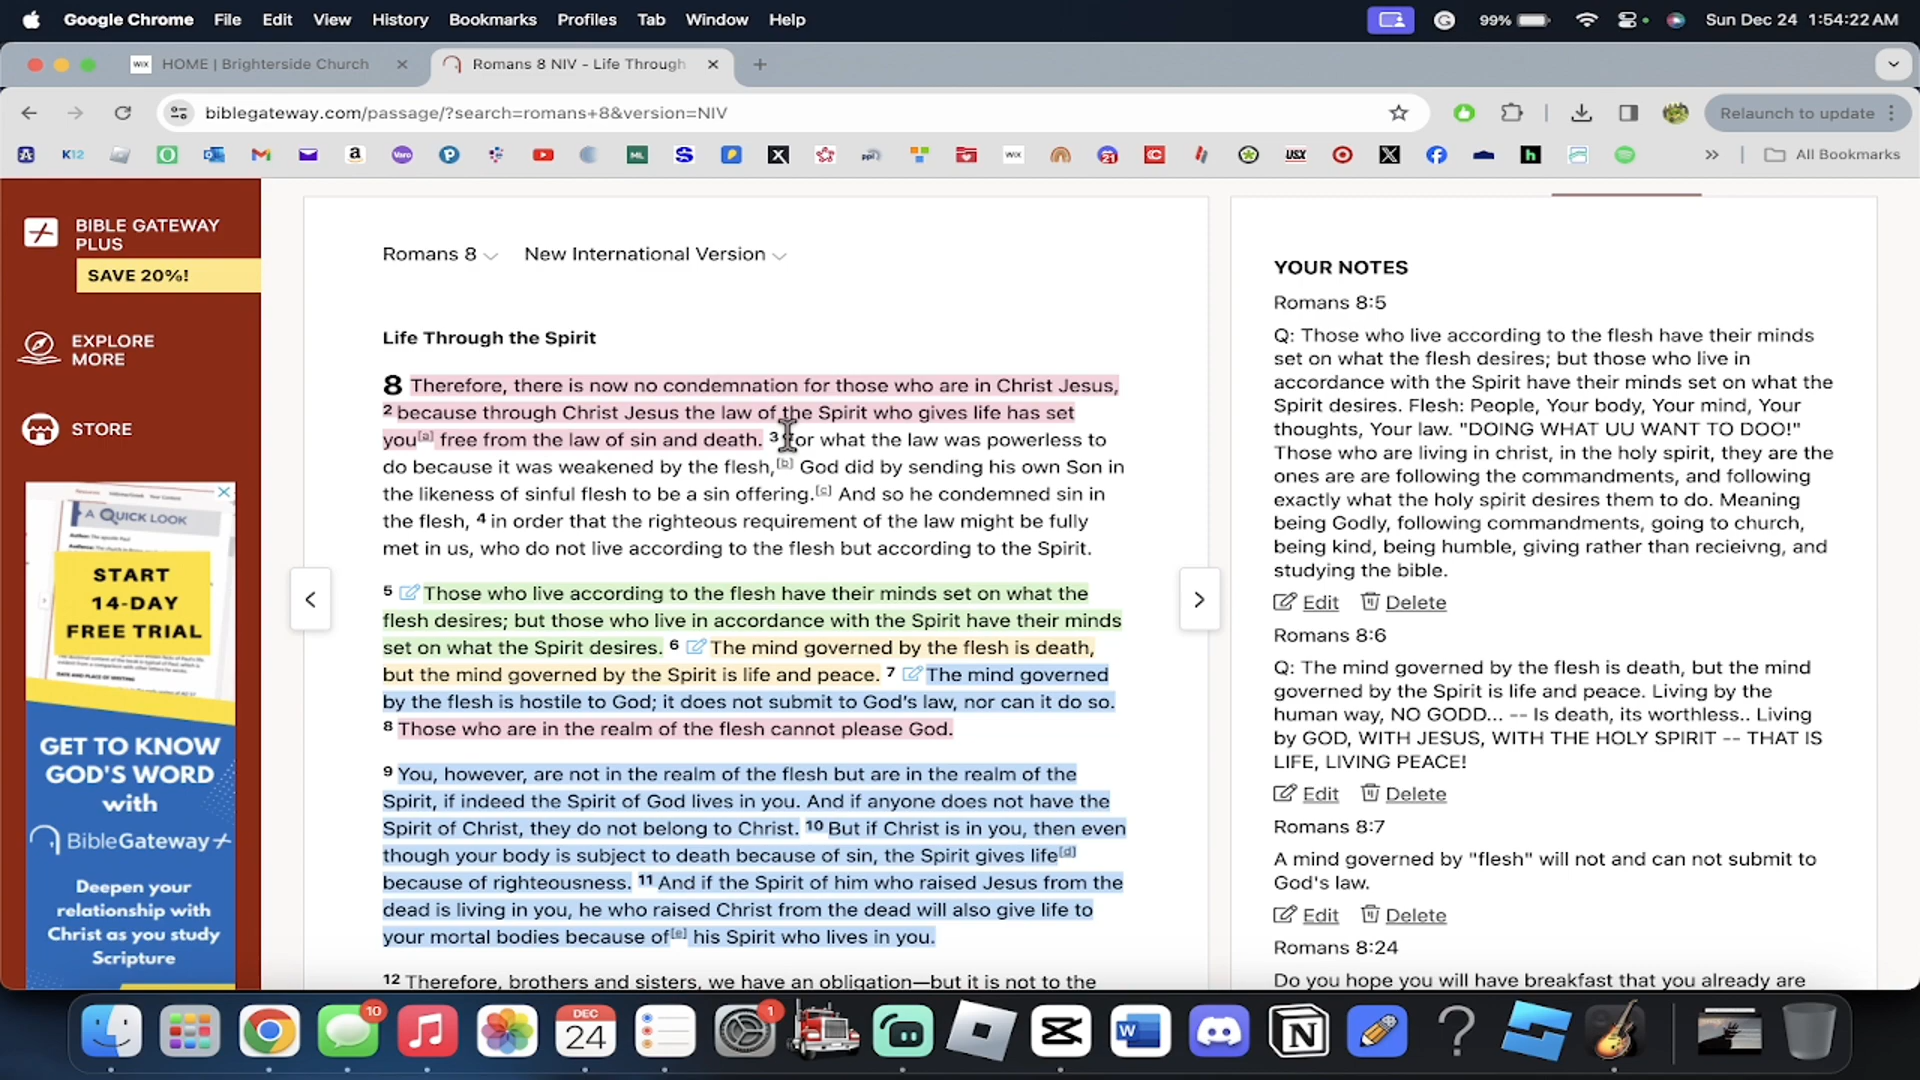 Google Chrome File Edit View History Bookmarks Profiles Tab Window Help 99% Sun Dec 24 1:54:22 AM
WIX HOME | Brighterside Church Romans 8 NIV - Life Through
biblegateway.com/passage/?search=romans+8&version=NIV Relaunch to update
K12 ML WIX USX All Bookmarks
BIBLE GATEWAY
PLUS
SAVE 20%!
EXPLORE
MORE
STORE
A QUICK LOOK
START
14-DAY
FREE TRIAL
GET TO KNOW
GOD'S WORD
with
BibleGateway+
Deepen your
relationship with
Christ as you study
Scripture
Romans 8 New International Version
Life Through the Spirit
8 Therefore, there is now no condemnation for those who are in Christ Jesus,
2 because through Christ Jesus the law of the Spirit who gives life has set
you[a] free from the law of sin and death. 3 For what the law was powerless to
do because it was weakened by the flesh,[b] God did by sending his own Son in
the likeness of sinful flesh to be a sin offering.[c] And so he condemned sin in
the flesh, 4 in order that the righteous requirement of the law might be fully
met in us, who do not live according to the flesh but according to the Spirit.
5 Those who live according to the flesh have their minds set on what the
flesh desires; but those who live in accordance with the Spirit have their minds
set on what the Spirit desires. 6 The mind governed by the flesh is death,
but the mind governed by the Spirit is life and peace. 7 The mind governed
by the flesh is hostile to God; it does not submit to God's law, nor can it do so.
8 Those who are in the realm of the flesh cannot please God.
9 You, however, are not in the realm of the flesh but are in the realm of the
Spirit, if indeed the Spirit of God lives in you. And if anyone does not have the
Spirit of Christ, they do not belong to Christ. 10 But if Christ is in you, then even
though your body is subject to death because of sin, the Spirit gives life[d]
because of righteousness. 11 And if the Spirit of him who raised Jesus from the
dead is living in you, he who raised Christ from the dead will also give life to
your mortal bodies because of[e] his Spirit who lives in you.
12 Therefore, brothers and sisters, we have an obligation—but it is not to the
YOUR NOTES
Romans 8:5
Q: Those who live according to the flesh have their minds
set on what the flesh desires; but those who live in
accordance with the Spirit have their minds set on what the
Spirit desires. Flesh: People, Your body, Your mind, Your
thoughts, Your law. "DOING WHAT UU WANT TO DOO!"
Those who are living in christ, in the holy spirit, they are the
ones are are following the commandments, and following
exactly what the holy spirit desires them to do. Meaning
being Godly, following commandments, going to church,
being kind, being humble, giving rather than recieivng, and
studying the bible.
Edit Delete
Romans 8:6
Q: The mind governed by the flesh is death, but the mind
governed by the Spirit is life and peace. Living by the
human way, NO GODD... -- Is death, its worthless.. Living
by GOD, WITH JESUS, WITH THE HOLY SPIRIT -- THAT IS
LIFE, LIVING PEACE!
Edit Delete
Romans 8:7
A mind governed by "flesh" will not and can not submit to
God's law.
Edit Delete
Romans 8:24
Do you hope you will have breakfast that you already are
10 DEC 24 1